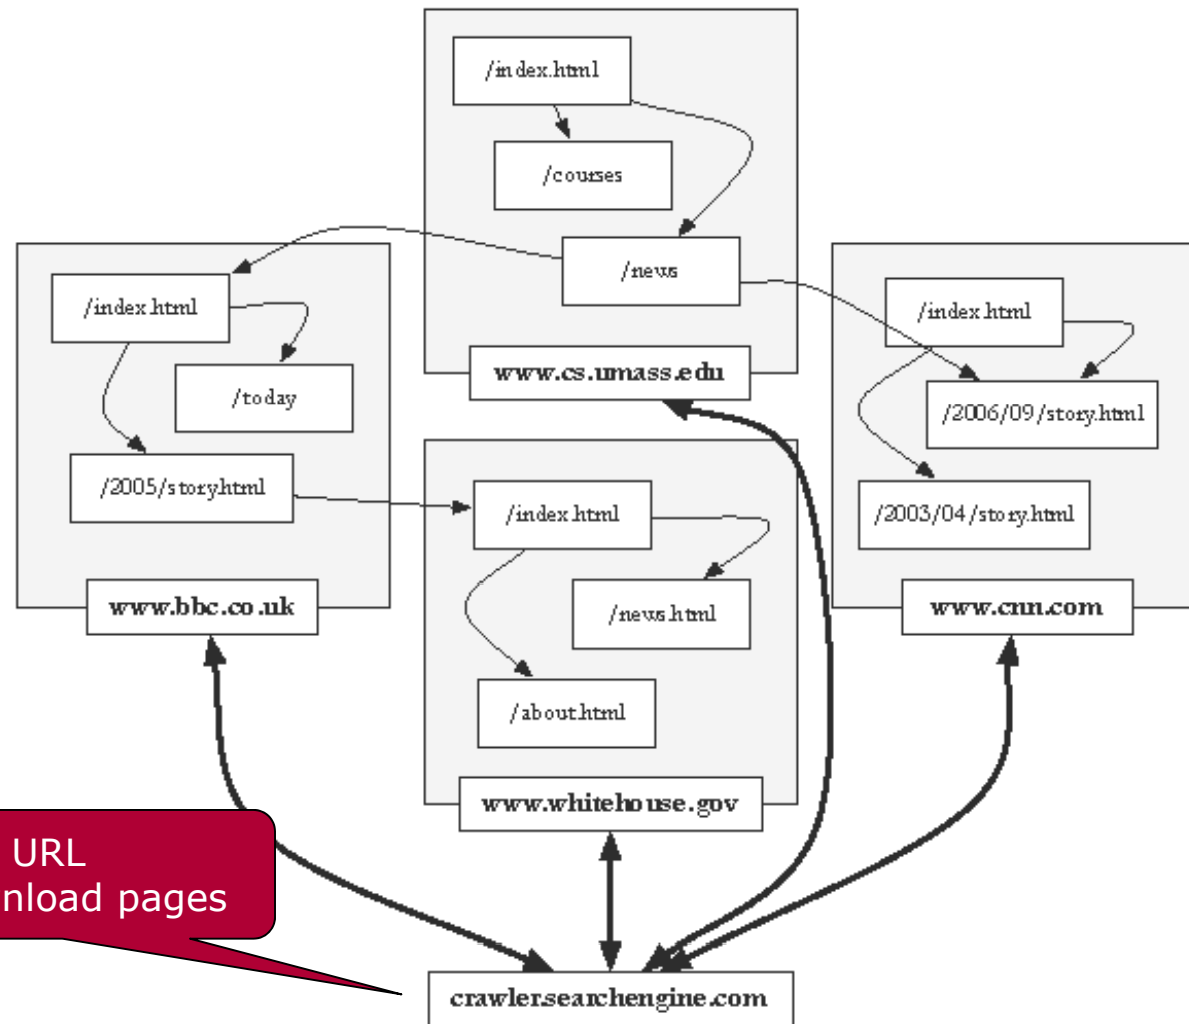 /index.html
/courses
/news
www.cs.umass.edu
/index.html
/today
/2005/story.html
www.bbc.co.uk
/index.html
/2006/09/story.html
/2003/04/story.html
www.cnn.com
/index.html
/news.html
/about.html
www.whitehouse.gov
URL
nload pages
crawler.searchengine.com